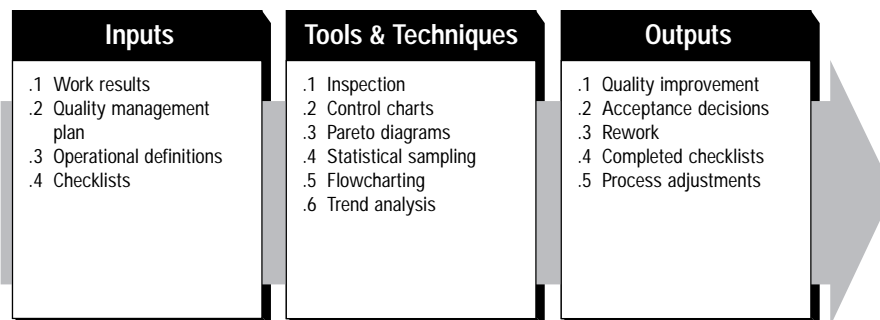 Inputs
.1 Work results
.2 Quality management
plan
.3 Operational definitions
.4 Checklists
Tools & Techniques
.1 Inspection
.2 Control charts
.3 Pareto diagrams
.4 Statistical sampling
.5 Flowcharting
.6 Trend analysis
Outputs
.1 Quality improvement
.2 Acceptance decisions
.3 Rework
.4 Completed checklists
.5 Process adjustments